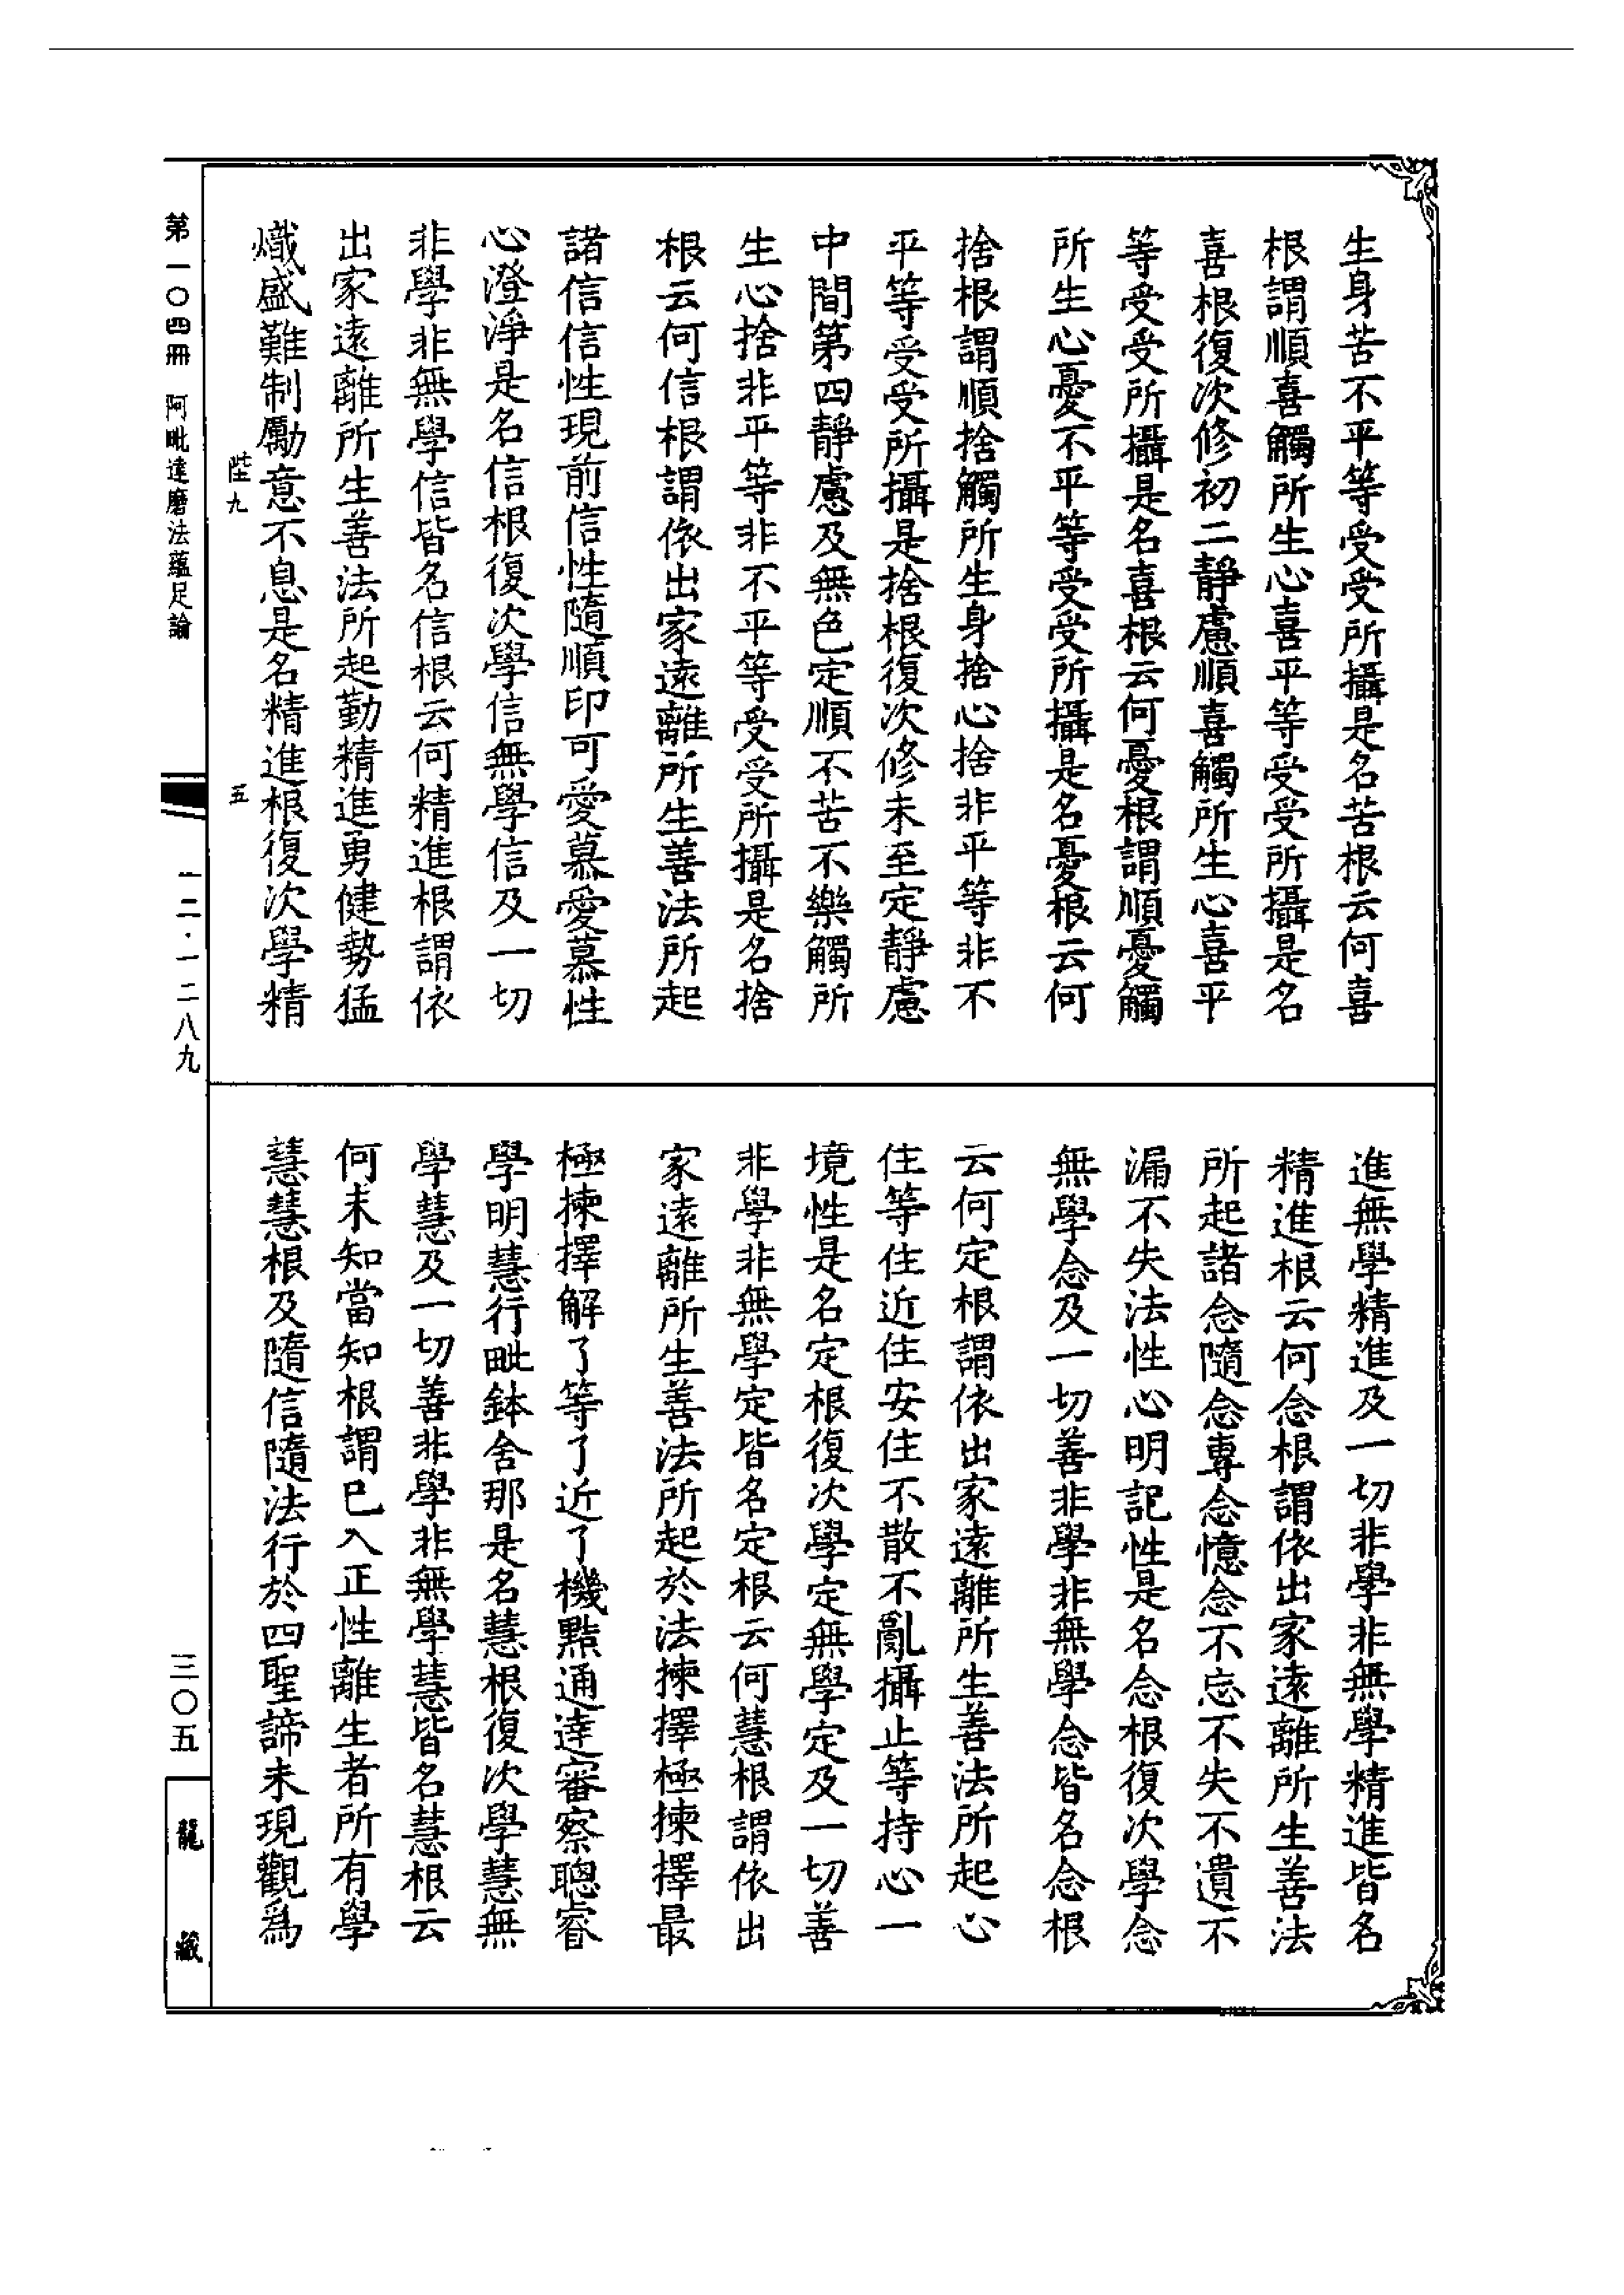 生身苦不平等受受所攝是名苦根云何喜
根謂順喜觸所生心喜平等受受所攝是名
喜根復次修初二靜慮順喜觸所生心喜平
等受受所攝是名喜根云何憂根謂順憂觸
所生心憂不平等受受所攝是名憂根云何
捨根謂順捨觸所生身捨心捨非平等非不
平等受受所攝是捨根復次修未至定靜慮
中間第四靜慮及無色定順不苦不樂觸所
生心捨非平等非不平等受受所攝是名捨
根云何信根謂依出家遠離所生善法所起
諸信信性現前信性隨順印可愛慕愛慕性
心澄淨是名信根復次學信無學信及一切
非學非無學信皆名信根云何精進根謂依
出家遠離所生善法所起勤精進勇健勢猛
熾盛難制勵意不息是名精進根復次學精
進無學精進及一切非學非無學精進皆名
精進根云何念根謂依出家遠離所生善法
所起諸念隨念專念憶念不忘不失不遺不
漏不失法性心明記性是名念根復次學念
無學念及一切善非學非無學念皆名念根
云何定根謂依出家遠離所生善法所起心
住等住近住安住不散不亂攝止等持心一
境性是名定根復次學定無學定及一切善
非學非無學定皆名定根云何慧根謂依出
家遠離所生善法所起於法揀擇極揀擇最
極揀擇解了等了近了機黠通達審察聰睿
學明慧行毗鉢舍那是名慧根復次學慧無
學慧及一切善非學非無學慧皆名慧根云
何未知當知根謂已入正性離生者所有學
慧慧根及隨信隨法行於四聖諦未現觀爲
陛九 五
第一〇四冊 阿毗達磨法蘊足論
一二·一二八九
三〇五
龍藏